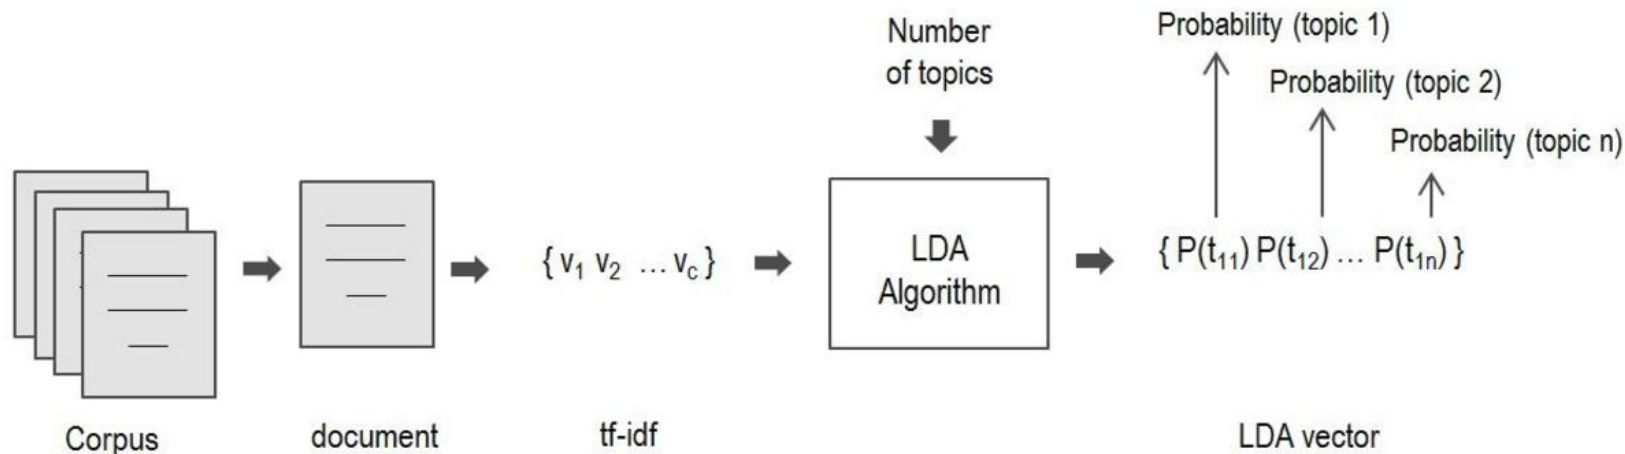 Number
of topics
Probability (topic 1)
Probability (topic 2)
Probability (topic n)
{ v₁ v₂ … v_c }
LDA
Algorithm
{ P(t₁₁) P(t₁₂) … P(t₁ₙ) }
Corpus
document
tf-idf
LDA vector